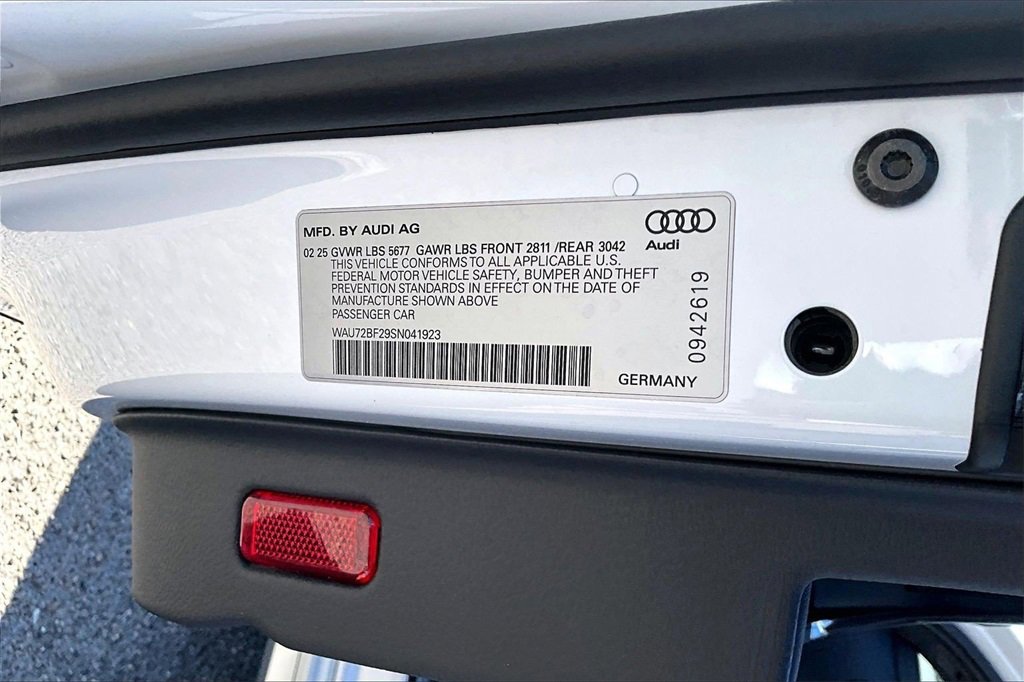 MFD. BY AUDI AG
Audi
02 25 GVWR LBS 5677 GAWR LBS FRONT 2811 /REAR 3042
THIS VEHICLE CONFORMS TO ALL APPLICABLE U.S.
FEDERAL MOTOR VEHICLE SAFETY, BUMPER AND THEFT
PREVENTION STANDARDS IN EFFECT ON THE DATE OF
MANUFACTURE SHOWN ABOVE
PASSENGER CAR
WAU72BF29SN041923
0942619
GERMANY